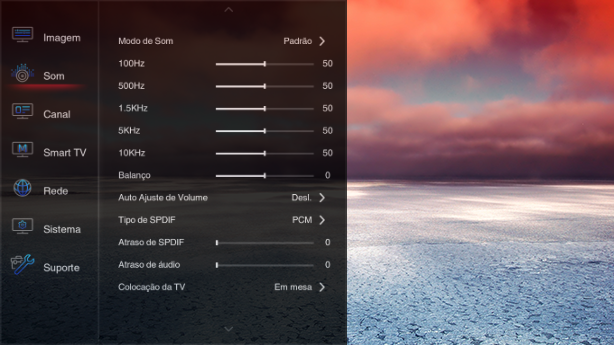 Imagem
Som
Canal
Smart TV
Rede
Sistema
Suporte
Modo de Som Padrão
100Hz 50
500Hz 50
1.5KHz 50
5KHz 50
10KHz 50
Balanço 0
Auto Ajuste de Volume Desl.
Tipo de SPDIF PCM
Atraso de SPDIF 0
Atraso de áudio 0
Colocação da TV Em mesa